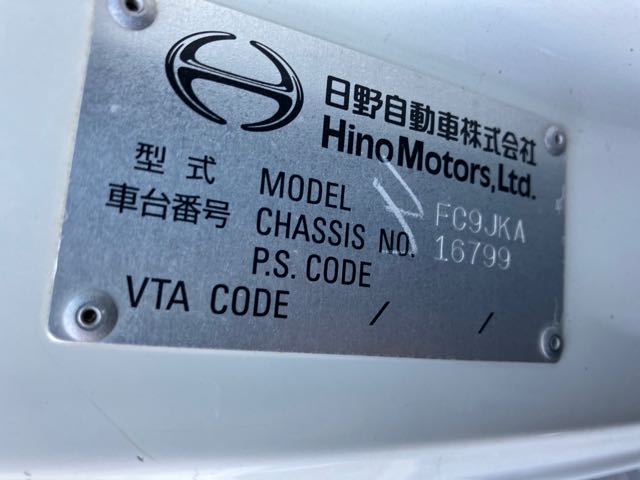 日野自動車株式会社
Hino Motors, Ltd.
型式 MODEL FC9JKA
車台番号 CHASSIS NO. 16799
P.S. CODE
VTA CODE / /